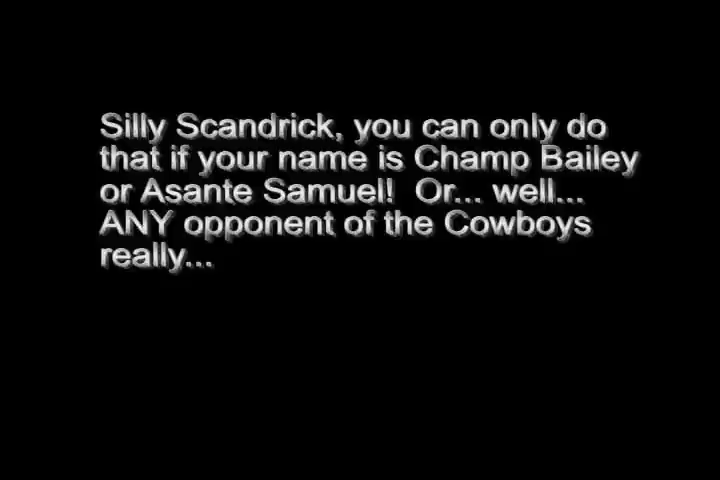 Silly Scandrick, you can only do
that if your name is Champ Bailey
or Asante Samuel!  Or... well...
ANY opponent of the Cowboys
really...